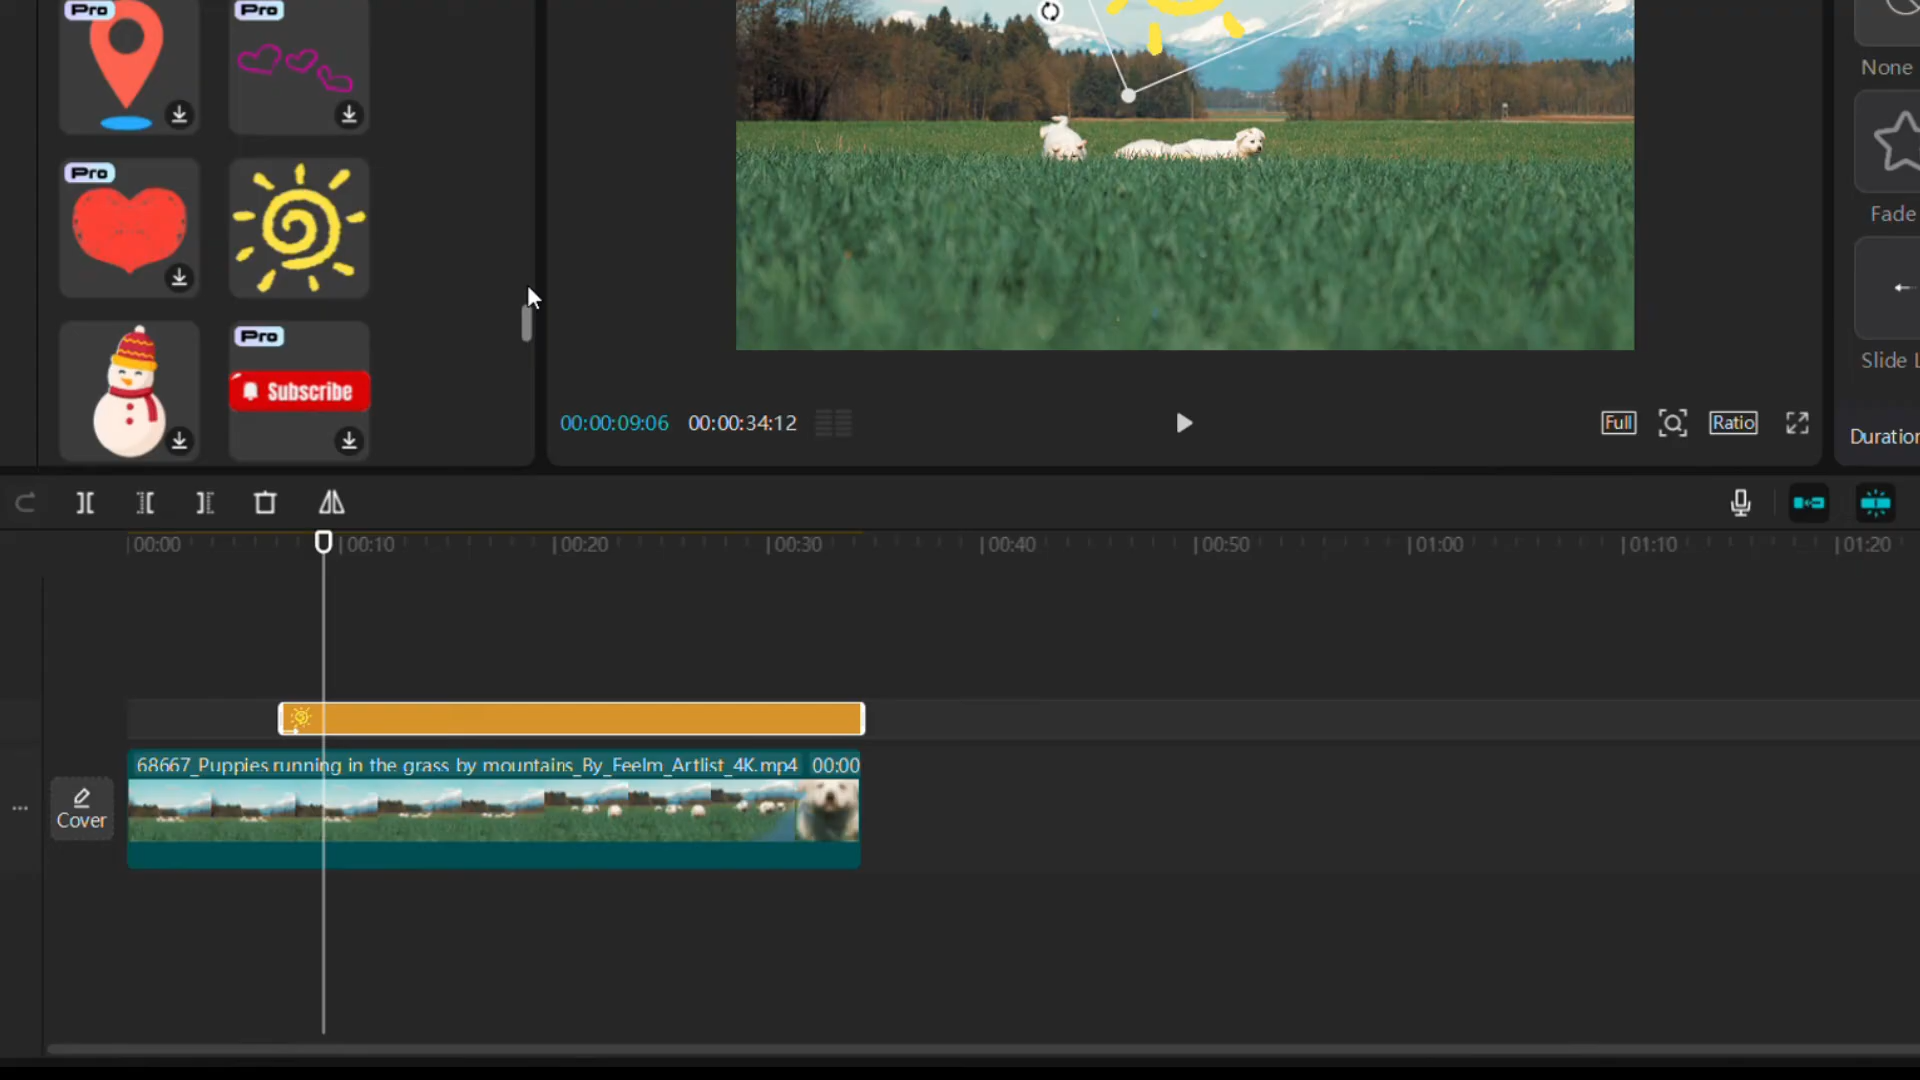 Pro
Pro
Pro
Pro
Subscribe
None
Fade
Slide L
Duration
00:00:09:06 00:00:34:12
Full
Ratio
00:00 00:10 00:20 00:30 00:40 00:50 01:00 01:10 01:20
68667_Puppies running in the grass by mountains_By_Feelm_Artlist_4K.mp4 00:00
Cover